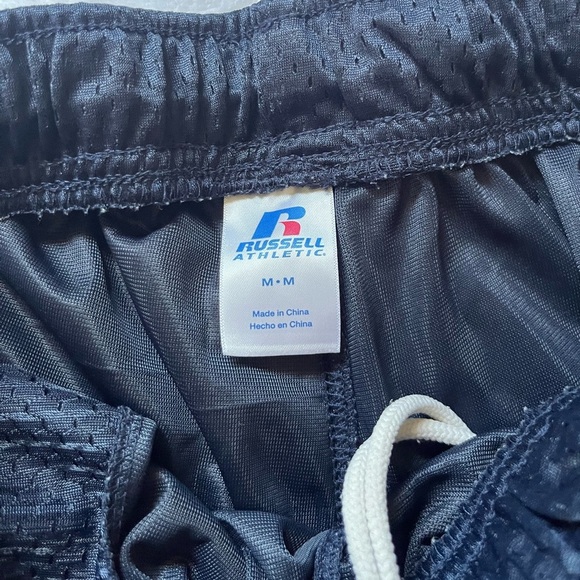 RUSSELL
ATHLETIC®
M • M
Made in China
Hecho en China